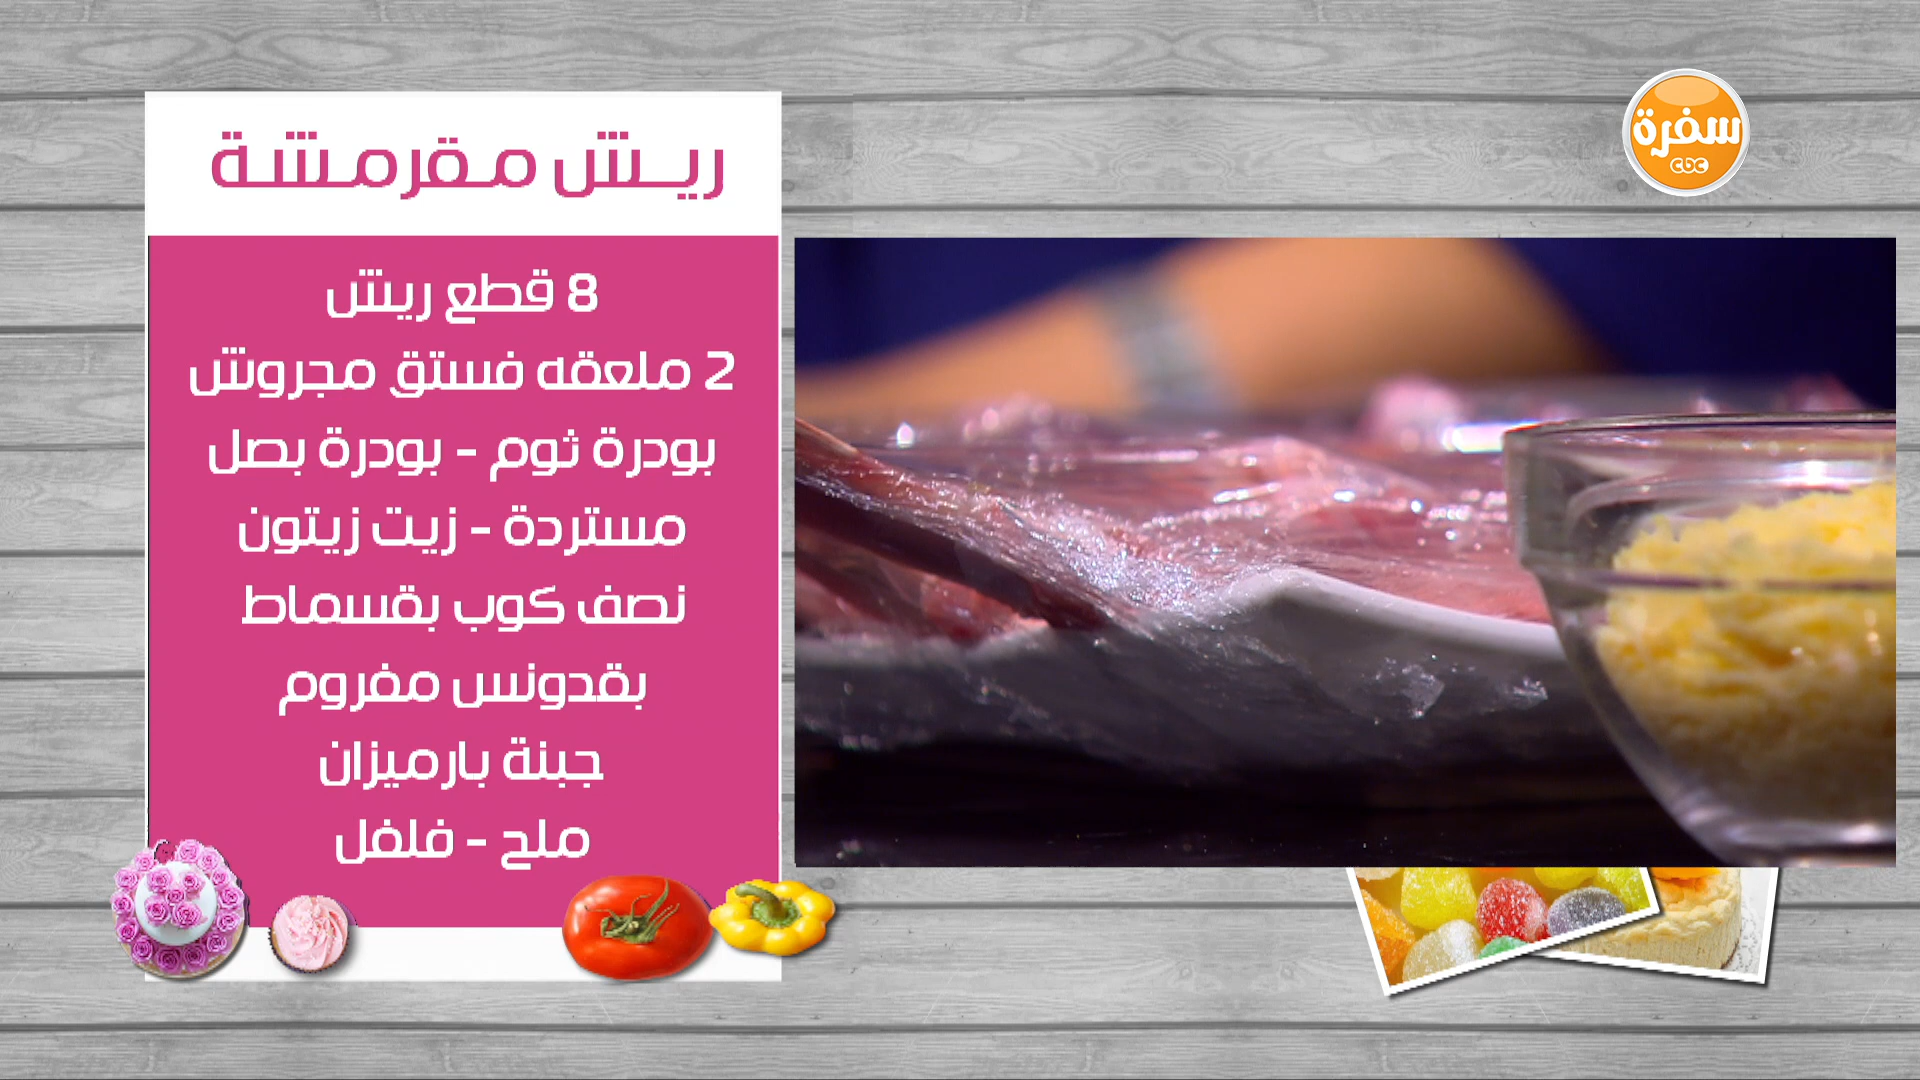 ريش مقرمشة
8 قطع ريش
2 ملعقه فستق مجروش
بودرة ثوم - بودرة بصل
مستردة - زيت زيتون
نصف كوب بقسماط
بقدونس مفروم
جبنة بارميزان
ملح - فلفل
سفرة
cbc